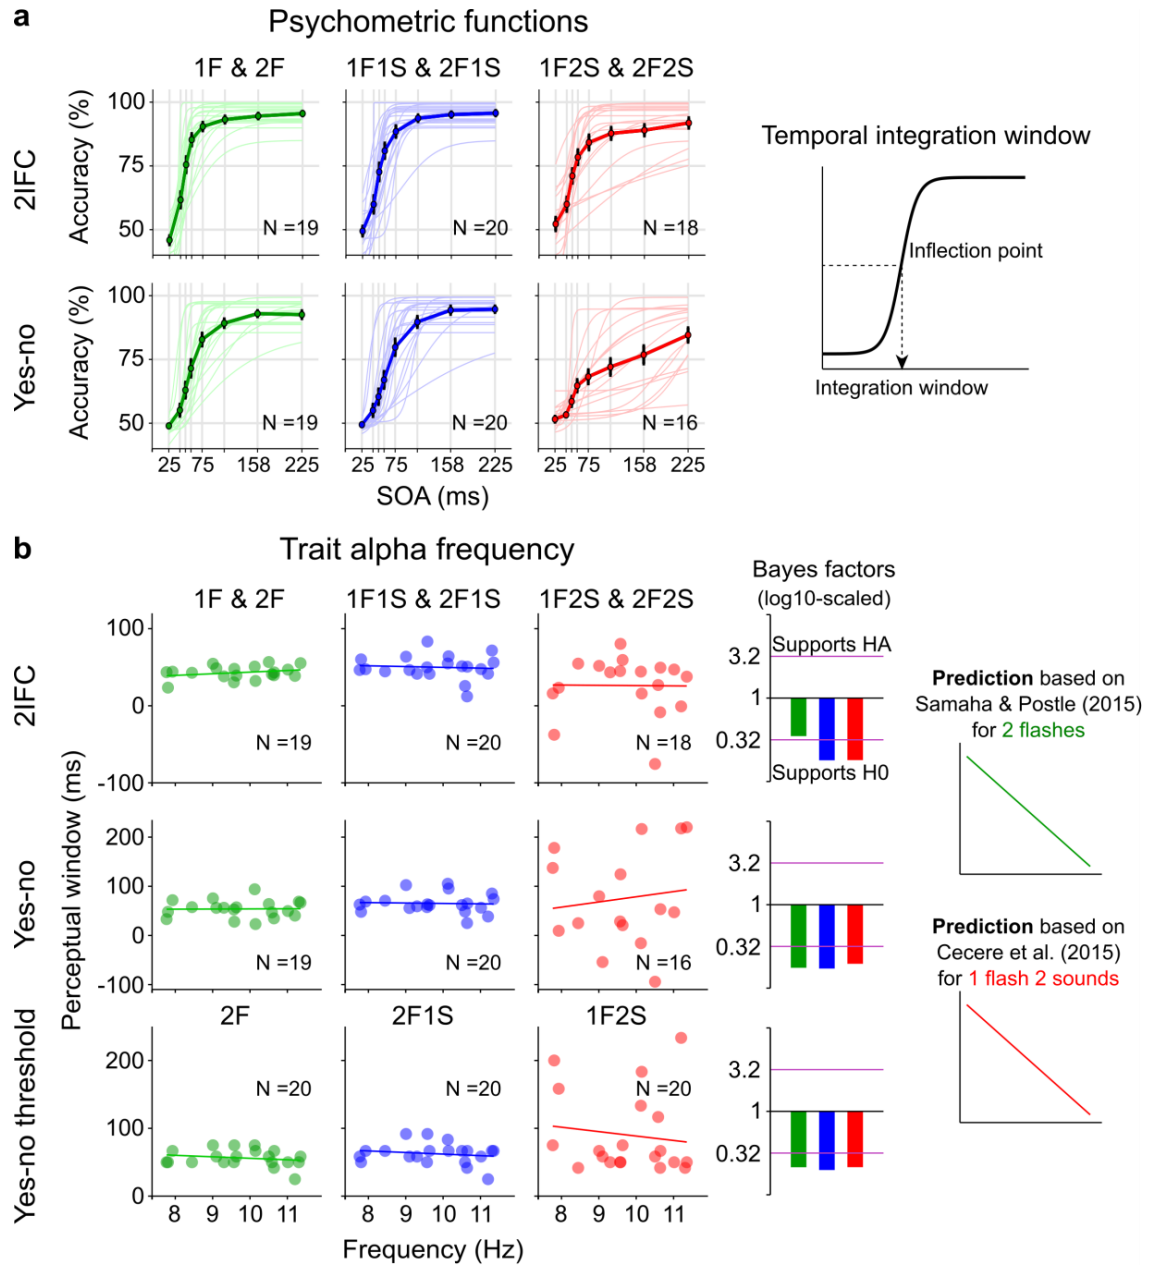 a
Psychometric functions
1F & 2F
1F1S & 2F1S
1F2S & 2F2S
2IFC
Accuracy (%)
100
75
50
N =19
N =20
N =18
Temporal integration window
Inflection point
Integration window
Yes-no
Accuracy (%)
100
75
50
N =19
N =20
N =16
25 75 158 225
25 75 158 225
25 75 158 225
SOA (ms)
b
Trait alpha frequency
1F & 2F
1F1S & 2F1S
1F2S & 2F2S
Bayes factors
(log10-scaled)
2IFC
Perceptual window (ms)
100
0
-100
N =19
N =20
N =18
Supports HA
3.2
1
0.32
Supports H0
Prediction based on
Samaha & Postle (2015)
for 2 flashes
Yes-no
200
100
0
-100
N =19
N =20
N =16
3.2
1
0.32
Prediction based on
Cecere et al. (2015)
for 1 flash 2 sounds
Yes-no threshold
2F
2F1S
1F2S
200
100
0
N =20
N =20
N =20
3.2
1
0.32
8 9 10 11
8 9 10 11
8 9 10 11
Frequency (Hz)